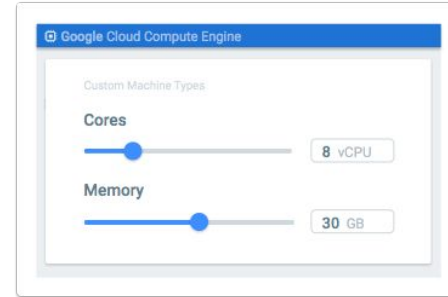 Google Cloud Compute Engine
Custom Machine Types
Cores
8 vCPU
Memory
30 GB